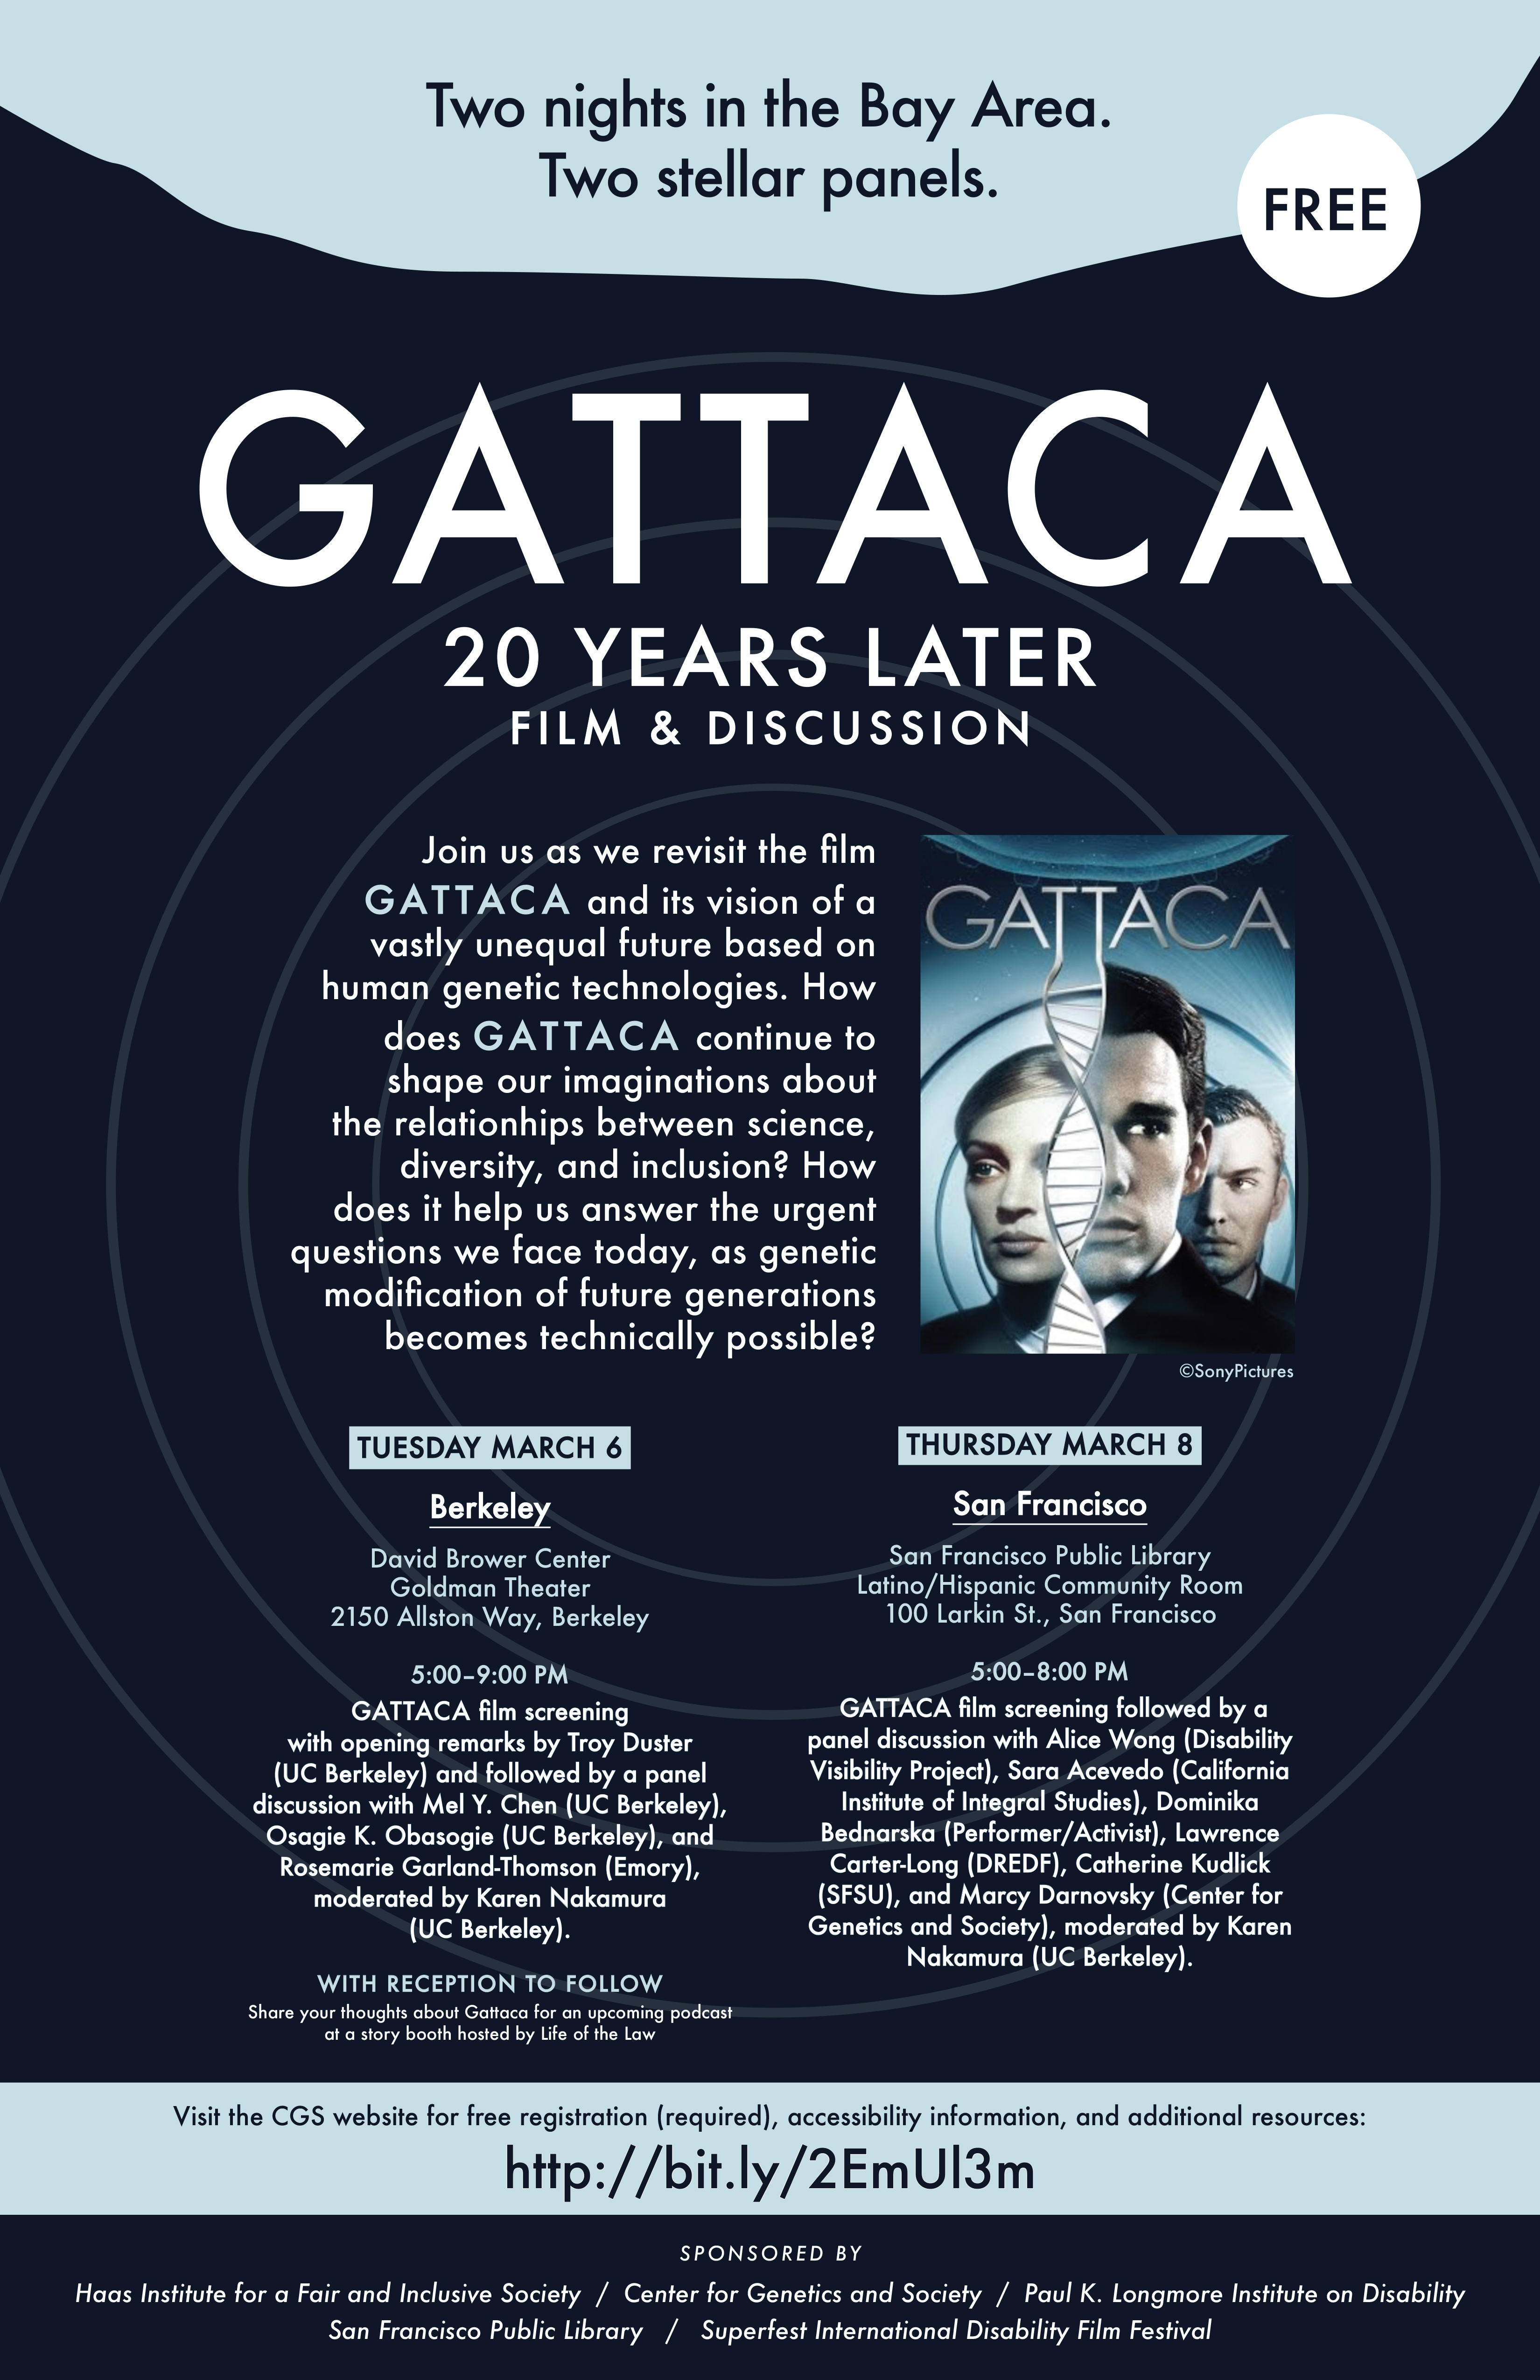 Two nights in the Bay Area.
Two stellar panels.
FREE
GATTACA
20 YEARS LATER
FILM & DISCUSSION
Join us as we revisit the film
GATTACA and its vision of a
vastly unequal future based on
human genetic technologies. How
does GATTACA continue to
shape our imaginations about
the relationhips between science,
diversity, and inclusion? How
does it help us answer the urgent
questions we face today, as genetic
modification of future generations
becomes technically possible?
GATTACA
©SonyPictures
TUESDAY MARCH 6
Berkeley
David Brower Center
Goldman Theater
2150 Allston Way, Berkeley
5:00–9:00 PM
GATTACA film screening
with opening remarks by Troy Duster
(UC Berkeley) and followed by a panel
discussion with Mel Y. Chen (UC Berkeley),
Osagie K. Obasogie (UC Berkeley), and
Rosemarie Garland-Thomson (Emory),
moderated by Karen Nakamura
(UC Berkeley).
WITH RECEPTION TO FOLLOW
Share your thoughts about Gattaca for an upcoming podcast
at a story booth hosted by Life of the Law
THURSDAY MARCH 8
San Francisco
San Francisco Public Library
Latino/Hispanic Community Room
100 Larkin St., San Francisco
5:00–8:00 PM
GATTACA film screening followed by a
panel discussion with Alice Wong (Disability
Visibility Project), Sara Acevedo (California
Institute of Integral Studies), Dominika
Bednarska (Performer/Activist), Lawrence
Carter-Long (DREDF), Catherine Kudlick
(SFSU), and Marcy Darnovsky (Center for
Genetics and Society), moderated by Karen
Nakamura (UC Berkeley).
Visit the CGS website for free registration (required), accessibility information, and additional resources:
http://bit.ly/2EmUl3m
SPONSORED BY
Haas Institute for a Fair and Inclusive Society / Center for Genetics and Society / Paul K. Longmore Institute on Disability
San Francisco Public Library / Superfest International Disability Film Festival